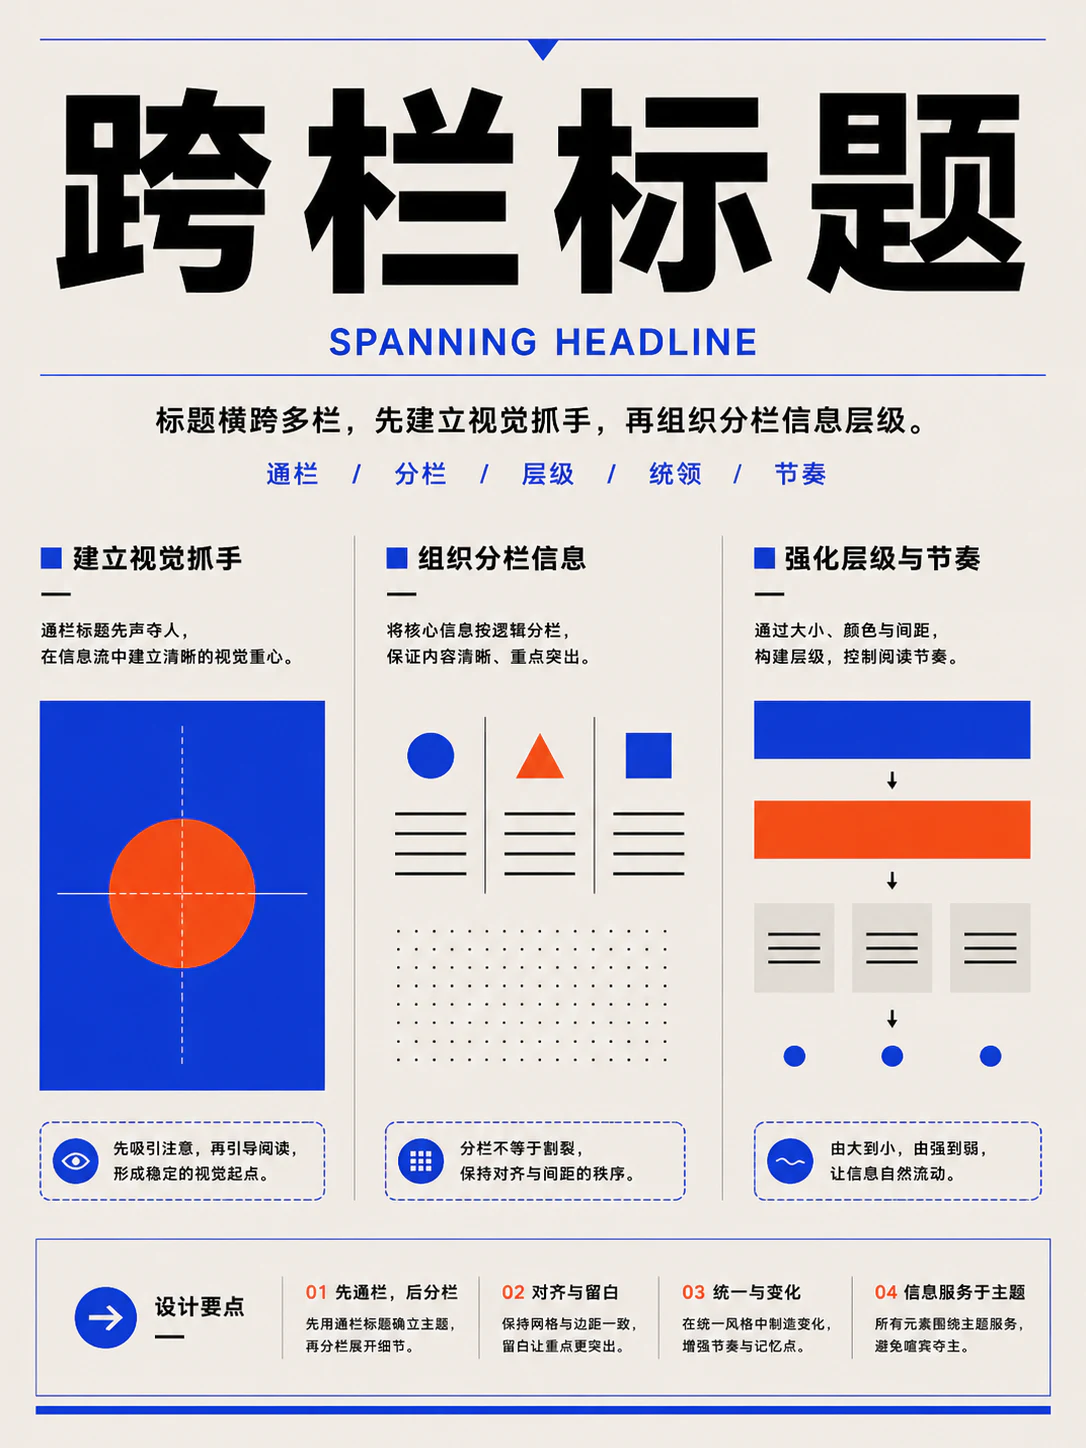 跨栏标题
SPANNING HEADLINE
标题横跨多栏，先建立视觉抓手，再组织分栏信息层级。
通栏 / 分栏 / 层级 / 统领 / 节奏
建立视觉抓手
通栏标题先声夺人，
在信息流中建立清晰的视觉重心。
先吸引注意，再引导阅读，
形成稳定的视觉起点。
组织分栏信息
将核心信息按逻辑分栏，
保证内容清晰、重点突出。
分栏不等于割裂，
保持对齐与间距的秩序。
强化层级与节奏
通过大小、颜色与间距，
构建层级，控制阅读节奏。
由大到小，由强到弱，
让信息自然流动。
设计要点
01 先通栏，后分栏
先用通栏标题确立主题，
再分栏展开细节。
02 对齐与留白
保持网格与边距一致，
留白让重点更突出。
03 统一与变化
在统一风格中制造变化，
增强节奏与记忆点。
04 信息服务于主题
所有元素围绕主题服务，
避免喧宾夺主。